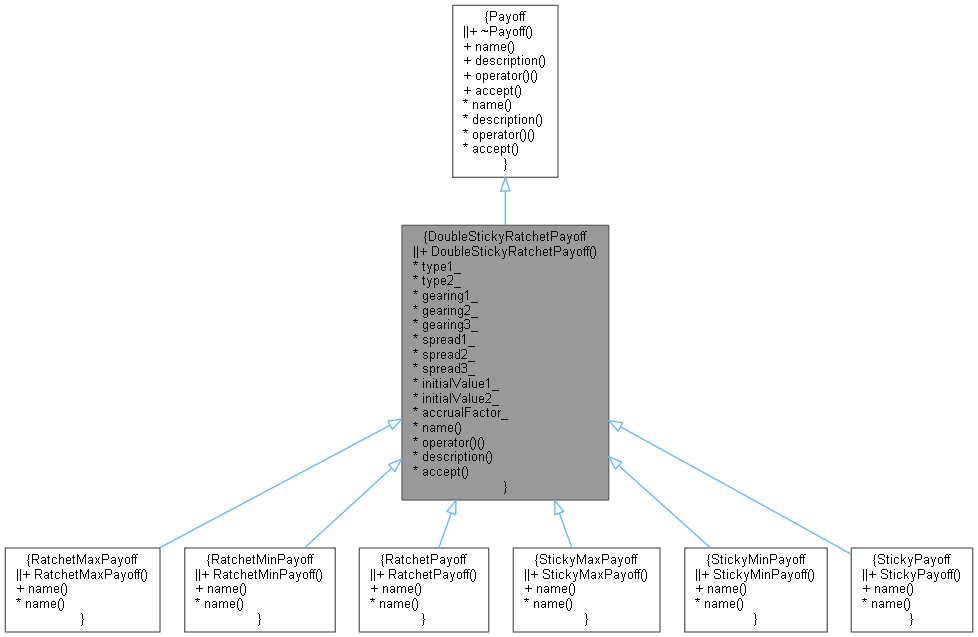 {Payoff
||+ ~Payoff()
+ name()
+ description()
+ operator()()
+ accept()
* name()
* description()
* operator()()
* accept()
}
{DoubleStickyRatchetPayoff
||+ DoubleStickyRatchetPayoff()
* type1_
* type2_
* gearing1_
* gearing2_
* gearing3_
* spread1_
* spread2_
* spread3_
* initialValue1_
* initialValue2_
* accrualFactor_
* name()
* operator()()
* description()
* accept()
}
{RatchetMaxPayoff
||+ RatchetMaxPayoff()
+ name()
* name()
}
{RatchetMinPayoff
||+ RatchetMinPayoff()
+ name()
* name()
}
{RatchetPayoff
||+ RatchetPayoff()
+ name()
* name()
}
{StickyMaxPayoff
||+ StickyMaxPayoff()
+ name()
* name()
}
{StickyMinPayoff
||+ StickyMinPayoff()
+ name()
* name()
}
{StickyPayoff
||+ StickyPayoff()
+ name()
* name()
}